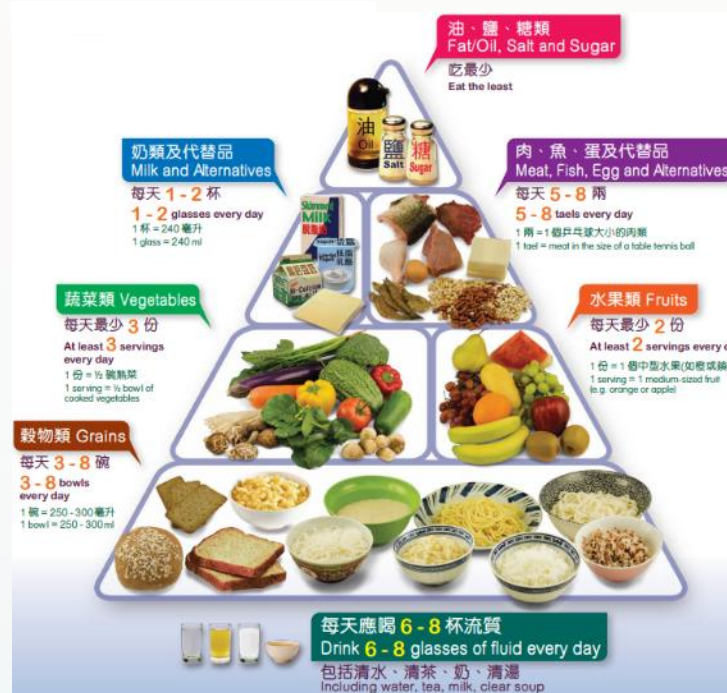 油、鹽、糖類
Fat/Oil, Salt and Sugar
吃最少
Eat the least
油
Oil
鹽
Salt
糖
Sugar
奶類及代替品
Milk and Alternatives
每天 1 - 2 杯
1 - 2 glasses every day
1 杯 = 240 毫升
1 glass = 240 ml
肉、魚、蛋及代替品
Meat, Fish, Egg and Alternatives
每天 5 - 8 兩
5 - 8 taels every day
1 兩 = 1 個乒乓球大小的肉類
1 tael = meat in the size of a table tennis ball
Skimmed
Milk
脫脂奶
蔬菜類 Vegetables
每天最少 3 份
At least 3 servings
every day
1 份 = ½ 碗熟菜
1 serving = ½ bowl of
cooked vegetables
水果類 Fruits
每天最少 2 份
At least 2 servings every
1 份 = 1 個中型水果(如橙或
1 serving = 1 medium-sized fruit
(e.g. orange or apple)
穀物類 Grains
每天 3 - 8 碗
3 - 8 bowls
every day
1 碗 = 250 - 300毫升
1 bowl = 250 - 300 ml
每天應喝 6 - 8 杯流質
Drink 6 - 8 glasses of fluid every day
包括清水、清茶、奶、清湯
Including water, tea, milk, clear soup